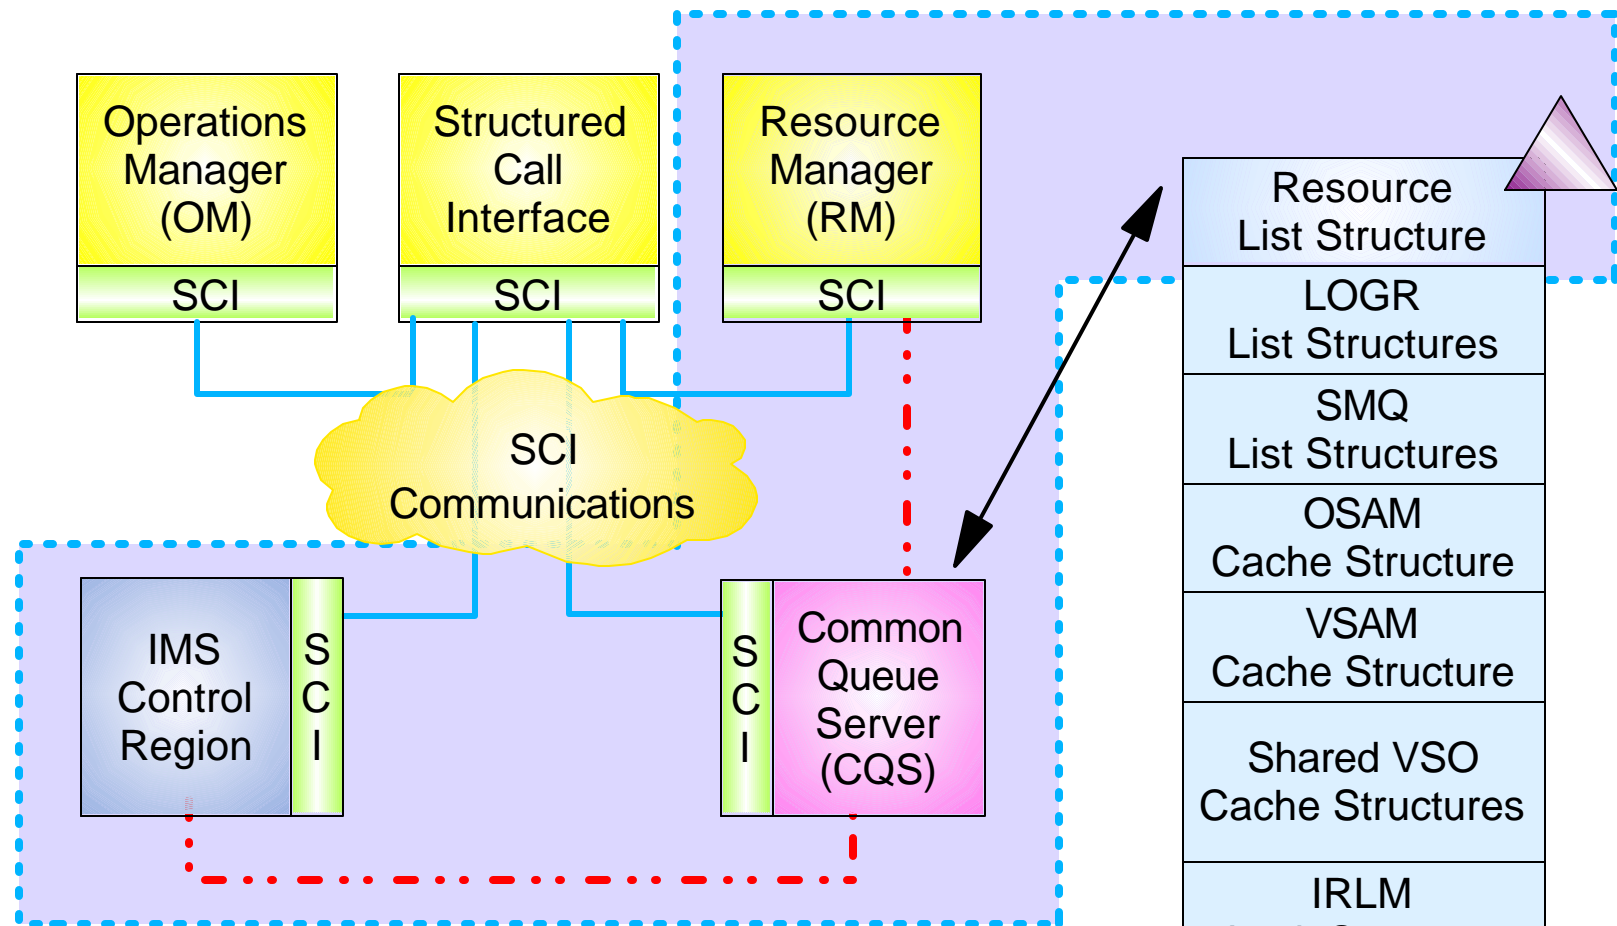 Operations
Manager
(OM)
SCI
Structured
Call
Interface
SCI
Resource
Manager
(RM)
SCI
SCI
Communications
IMS
Control
Region
S
C
I
S
C
I
Common
Queue
Server
(CQS)
Resource
List Structure
LOGR
List Structures
SMQ
List Structures
OSAM
Cache Structure
VSAM
Cache Structure
Shared VSO
Cache Structures
IRLM